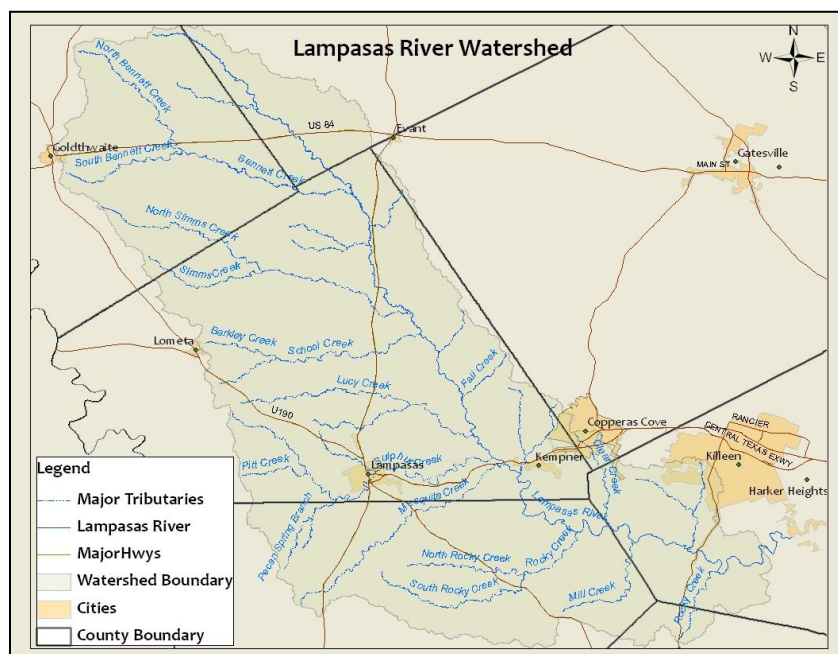 Lampasas River Watershed
N
W E
S
North Bennett Creek
US 84
Evant
Goldthwaite
South Bennett Creek
Bennett Creek
MAIN ST
Gatesville
North Simms Creek
Simms Creek
Barkley Creek
School Creek
Lometa
Lucy Creek
Fall Creek
U190
Copperas Cove
RANCIER
CENTRAL TEXAS EXWY
Killeen
Harker Heights
Pitt Creek
Sulphur Creek
Lampasas
Kempner
Mesquite Creek
Lampasas River
Pecan Spring Branch
North Rocky Creek
Rocky Creek
South Rocky Creek
Mill Creek
Rocky Creek
Legend
Major Tributaries
Lampasas River
MajorHwys
Watershed Boundary
Cities
County Boundary